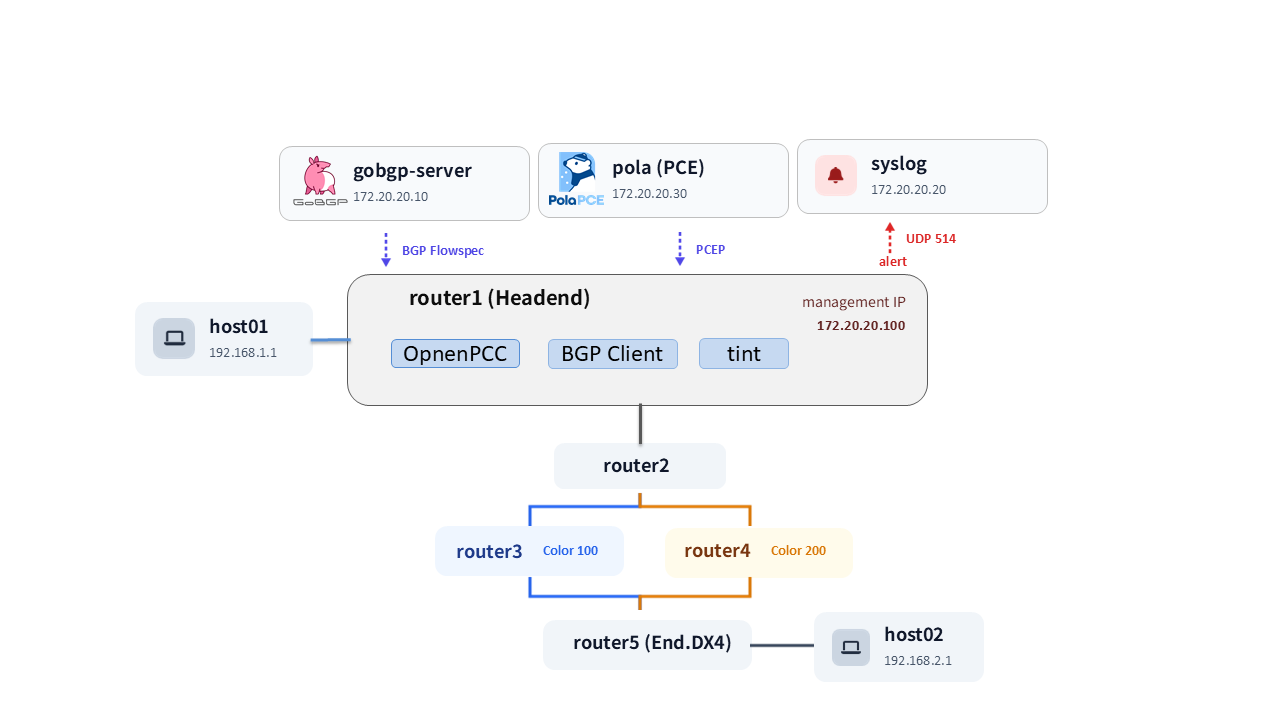 gobgp-server
172.20.20.10
GoBGP
pola (PCE)
172.20.20.30
PolaPCE
syslog
172.20.20.20
BGP Flowspec
PCEP
UDP 514
alert
router1 (Headend)
management IP
172.20.20.100
host01
192.168.1.1
OpnenPCC
BGP Client
tint
router2
router3
Color 100
router4
Color 200
router5 (End.DX4)
host02
192.168.2.1